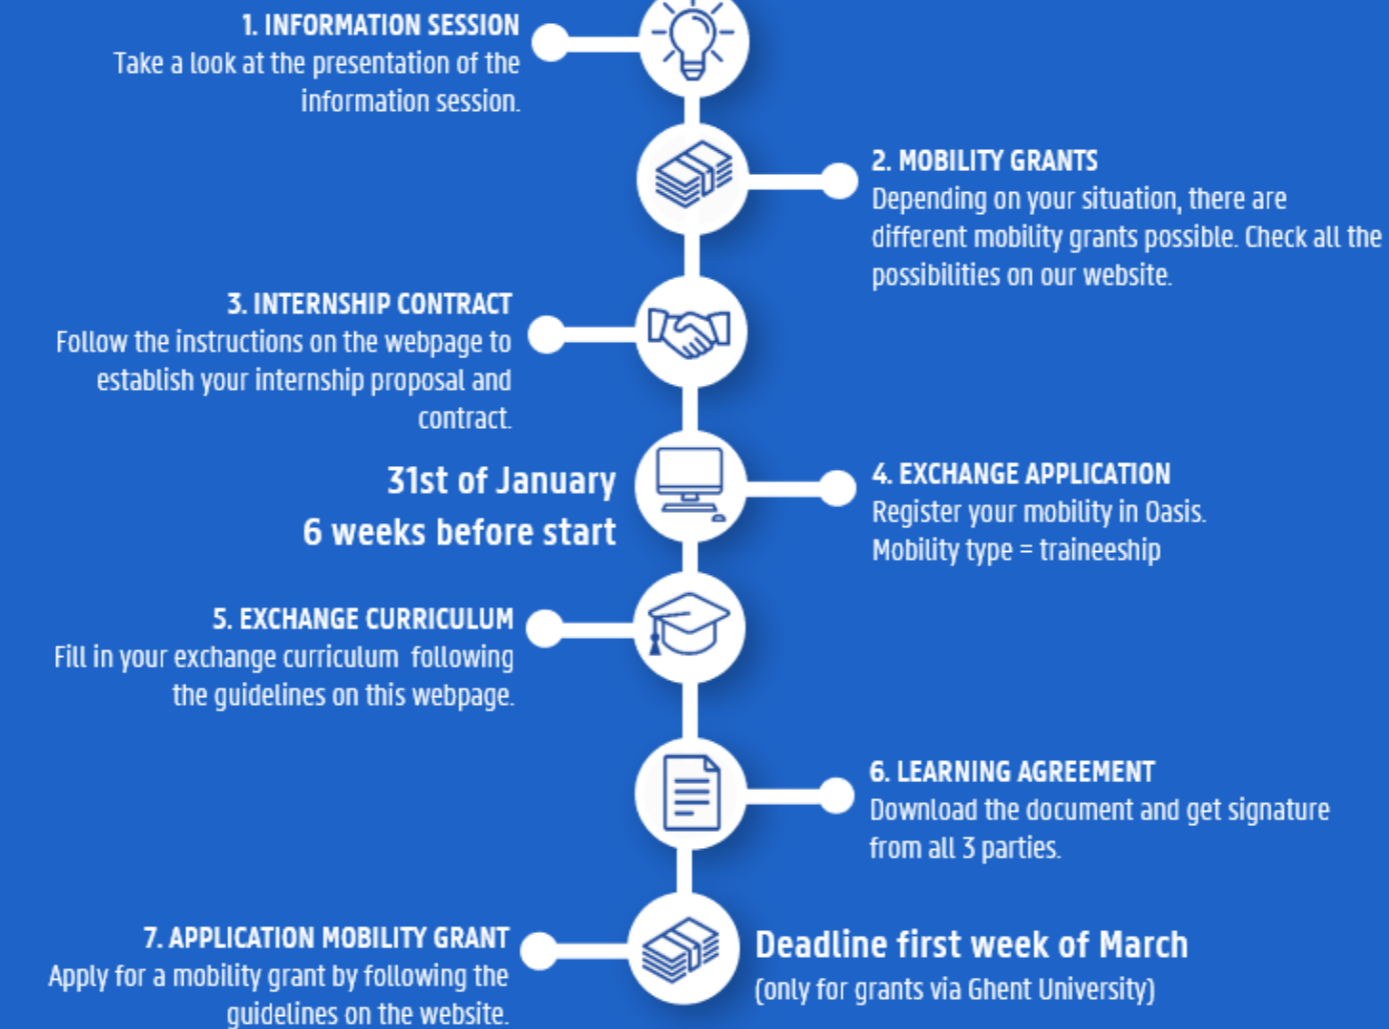 1. INFORMATION SESSION
Take a look at the presentation of the
information session.
2. MOBILITY GRANTS
Depending on your situation, there are
different mobility grants possible. Check all the
possibilities on our website.
3. INTERNSHIP CONTRACT
Follow the instructions on the webpage to
establish your internship proposal and
contract.
31st of January
6 weeks before start
4. EXCHANGE APPLICATION
Register your mobility in Oasis.
Mobility type = traineeship
5. EXCHANGE CURRICULUM
Fill in your exchange curriculum  following
the guidelines on this webpage.
6. LEARNING AGREEMENT
Download the document and get signature
from all 3 parties.
7. APPLICATION MOBILITY GRANT
Apply for a mobility grant by following the
guidelines on the website.
Deadline first week of March
(only for grants via Ghent University)